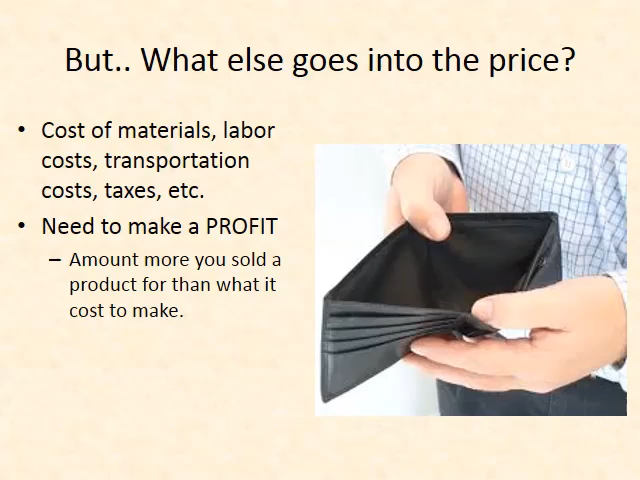 But.. What else goes into the price?
• Cost of materials, labor
costs, transportation
costs, taxes, etc.
• Need to make a PROFIT
– Amount more you sold a
product for than what it
cost to make.